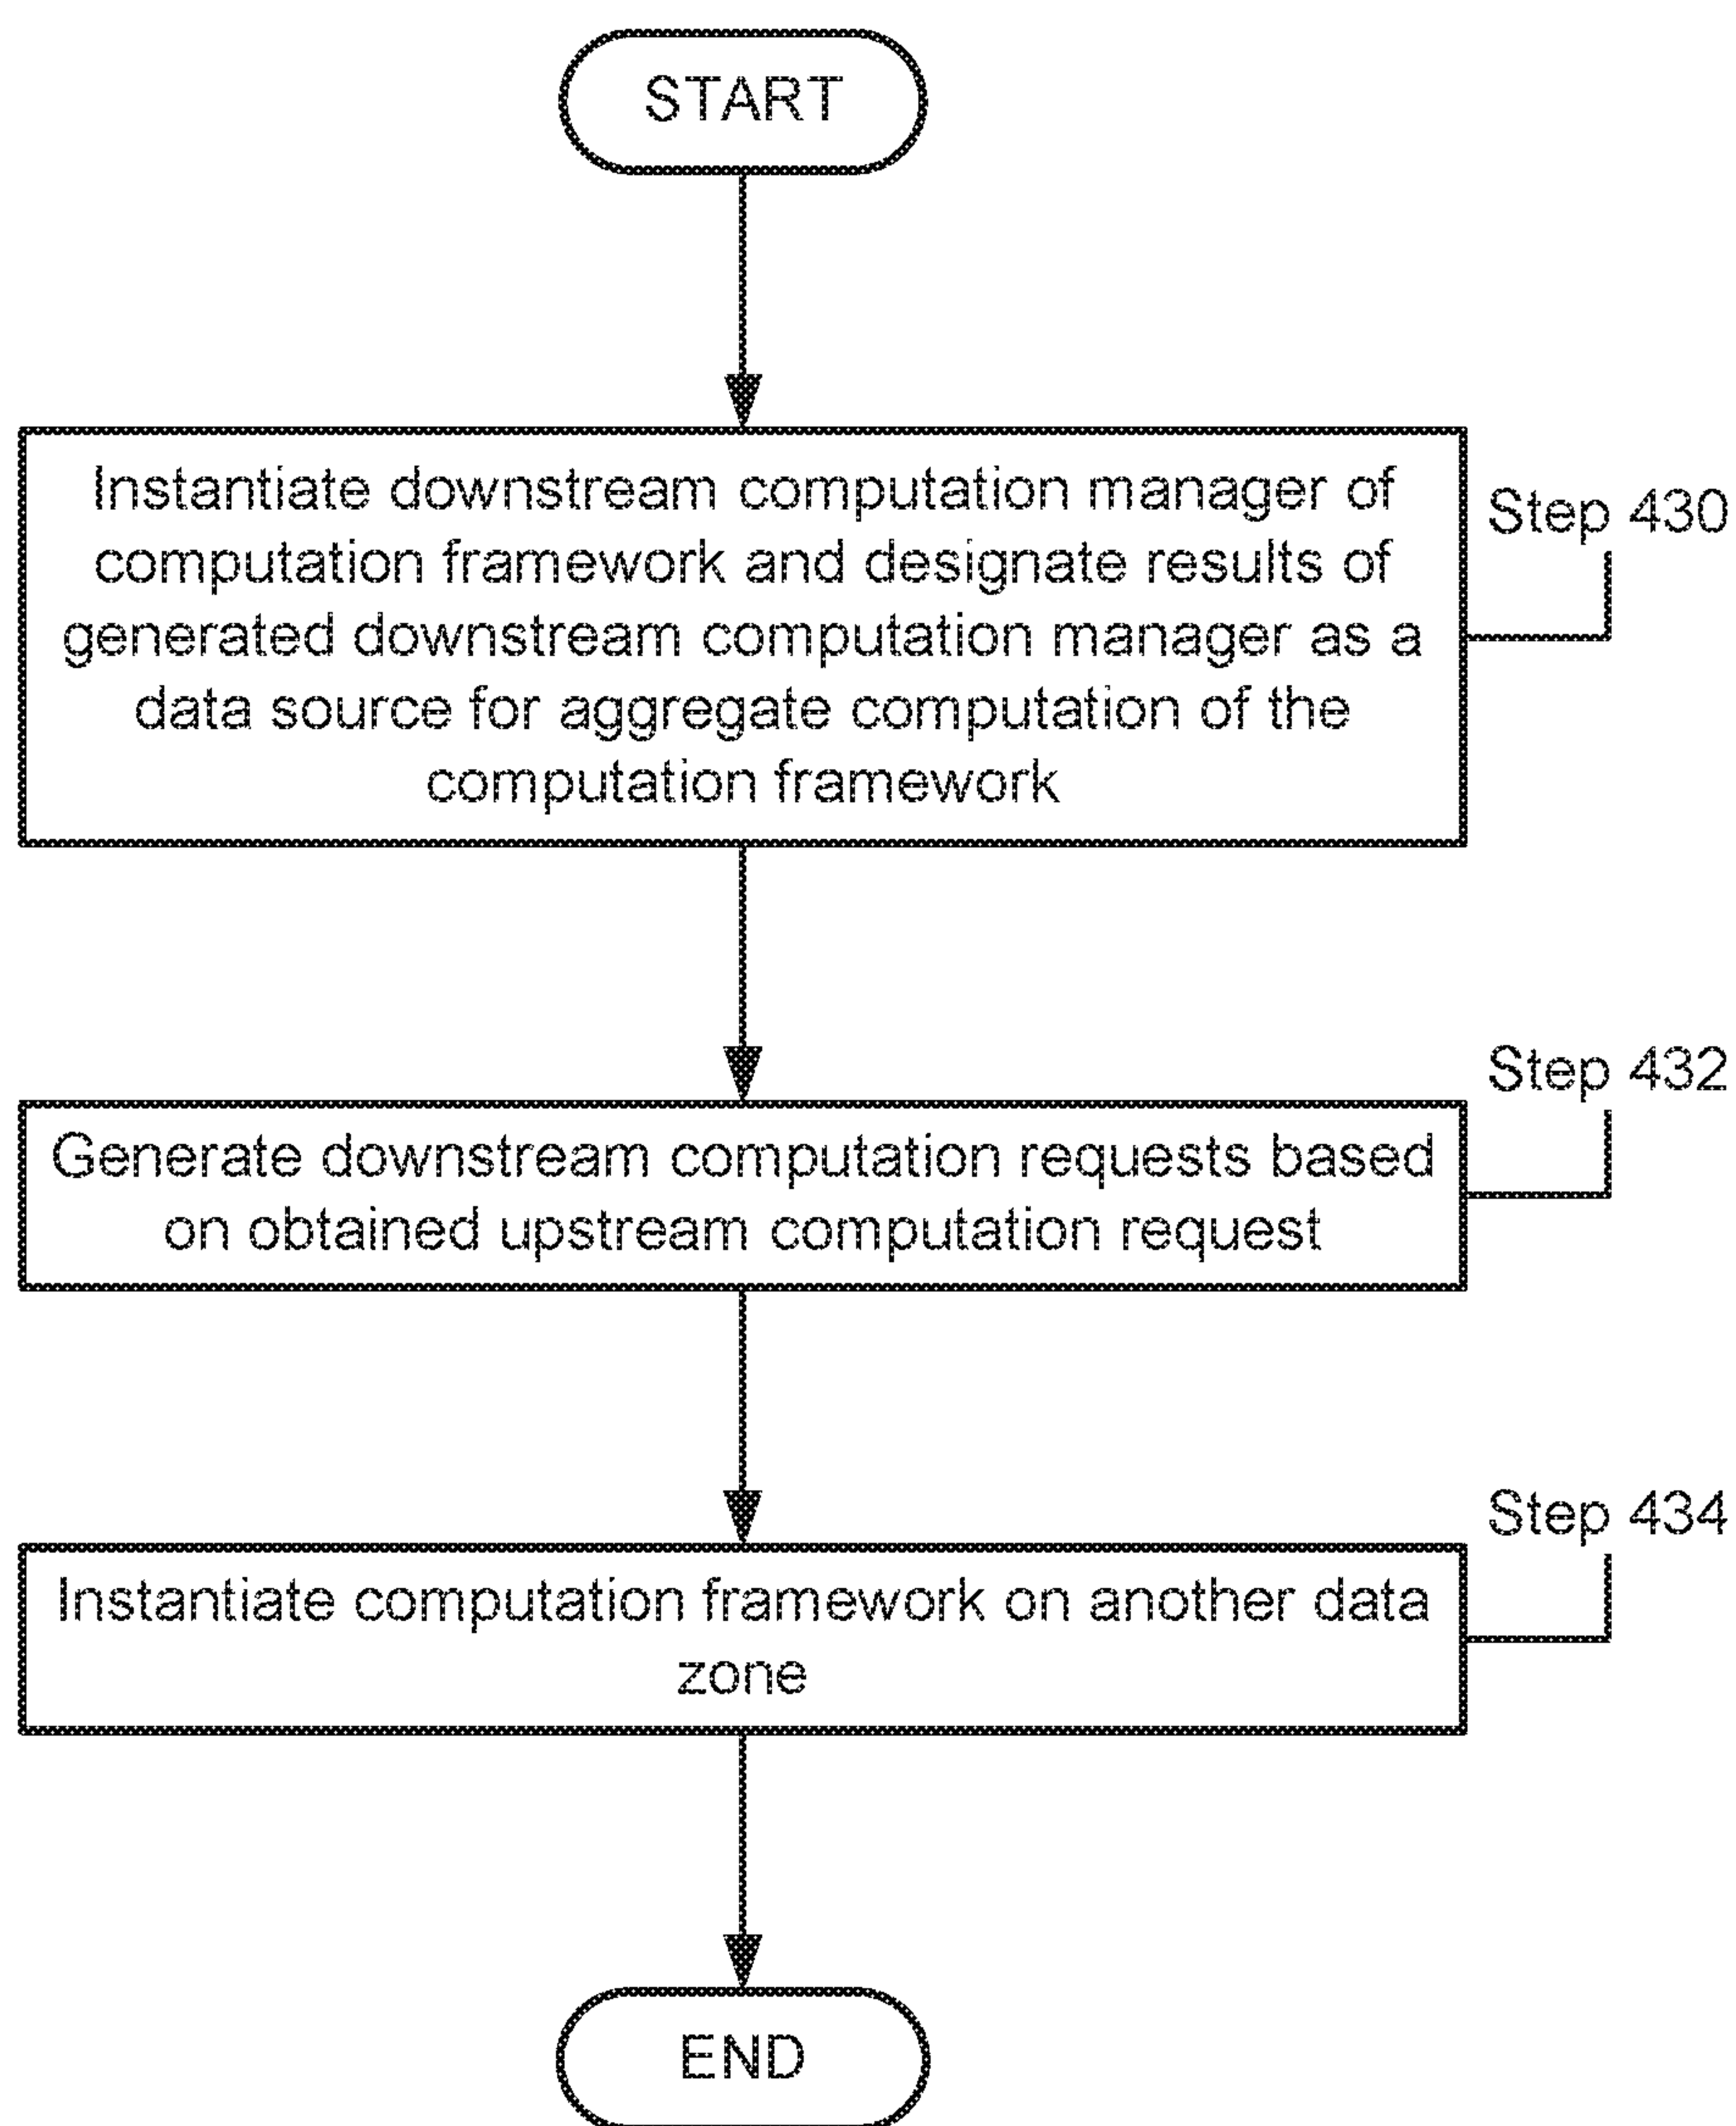 START
Instantiate downstream computation manager of
computation framework and designate results of
generated downstream computation manager as a
data source for aggregate computation of the
computation framework
Step 430
Generate downstream computation requests based
on obtained upstream computation request
Step 432
Instantiate computation framework on another data
zone
Step 434
END